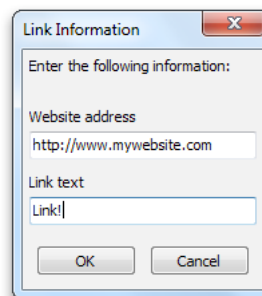 Link Information
Enter the following information:
Website address
http://www.mywebsite.com
Link text
Link!
OK Cancel